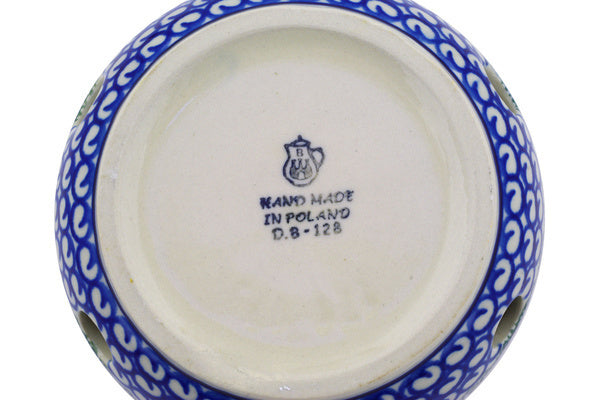 B
HAND MADE
IN POLAND
D.B-128